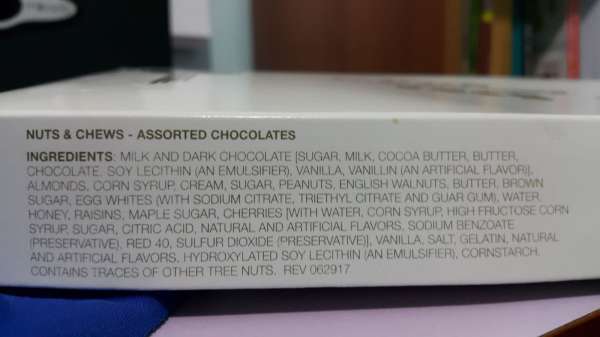 NUTS & CHEWS - ASSORTED CHOCOLATES
INGREDIENTS: MILK AND DARK CHOCOLATE [SUGAR, MILK, COCOA BUTTER, BUTTER,
CHOCOLATE, SOY LECITHIN (AN EMULSIFIER), VANILLA, VANILLIN (AN ARTIFICIAL FLAVOR)],
ALMONDS, CORN SYRUP, CREAM, SUGAR, PEANUTS, ENGLISH WALNUTS, BUTTER, BROWN
SUGAR, EGG WHITES (WITH SODIUM CITRATE, TRIETHYL CITRATE AND GUAR GUM), WATER,
HONEY, RAISINS, MAPLE SUGAR, CHERRIES [WITH WATER, CORN SYRUP, HIGH FRUCTOSE CORN
SYRUP, SUGAR, CITRIC ACID, NATURAL AND ARTIFICIAL FLAVORS, SODIUM BENZOATE
(PRESERVATIVE), RED 40, SULFUR DIOXIDE (PRESERVATIVE)], VANILLA, SALT, GELATIN, NATURAL
AND ARTIFICIAL FLAVORS, HYDROXYLATED SOY LECITHIN (AN EMULSIFIER), CORNSTARCH.
CONTAINS TRACES OF OTHER TREE NUTS. REV 062917